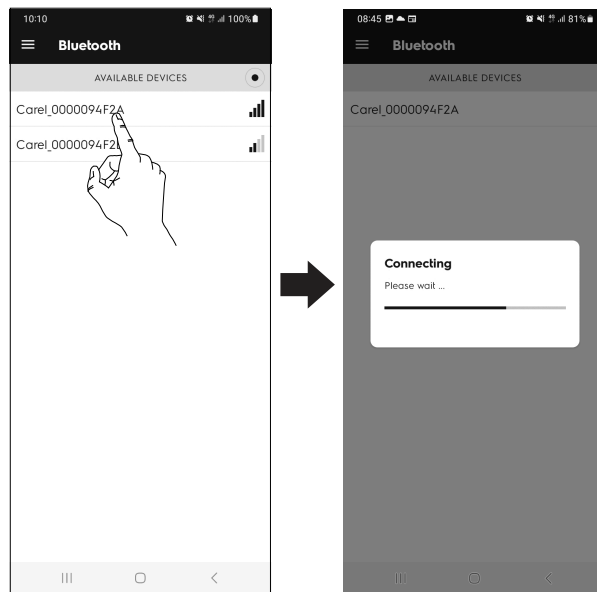 10:10
100%
Bluetooth
AVAILABLE DEVICES
Carel_0000094F2A
08:45
81%
Bluetooth
AVAILABLE DEVICES
Carel_0000094F2A
Connecting
Please wait ...